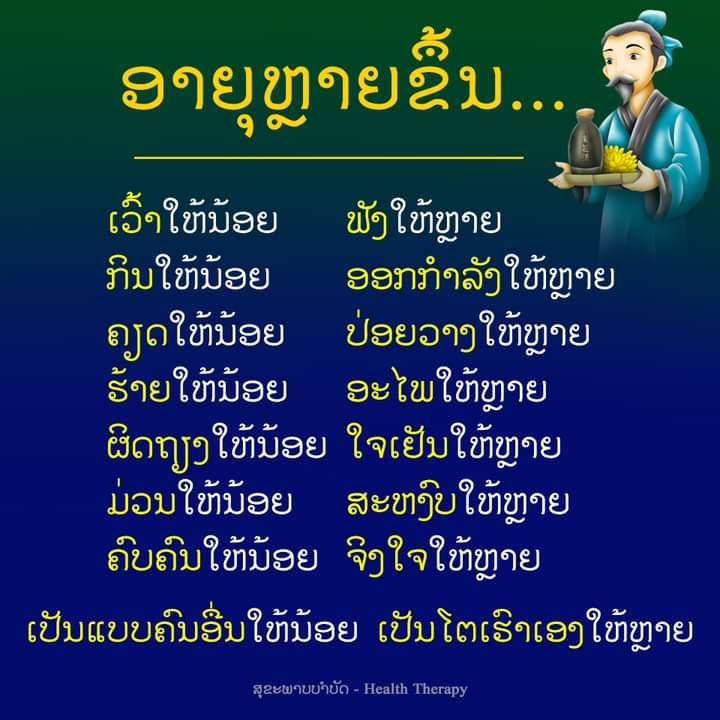 ອາຍຸຫຼາຍຂຶ້ນ...
ເວົ້າໃຫ້ນ້ອຍ ຟັງໃຫ້ຫຼາຍ
ກິນໃຫ້ນ້ອຍ ອອກກຳລັງໃຫ້ຫຼາຍ
ຄຽດໃຫ້ນ້ອຍ ປ່ອຍວາງໃຫ້ຫຼາຍ
ຮ້າຍໃຫ້ນ້ອຍ ອະໄພໃຫ້ຫຼາຍ
ຜິດຖຽງໃຫ້ນ້ອຍ ໃຈເຢັນໃຫ້ຫຼາຍ
ມ່ວນໃຫ້ນ້ອຍ ສະຫງົບໃຫ້ຫຼາຍ
ຄົບຄົນໃຫ້ນ້ອຍ ຈິງໃຈໃຫ້ຫຼາຍ
ເປັນແບບຄົນອື່ນໃຫ້ນ້ອຍ ເປັນໂຕເຮົາເອງໃຫ້ຫຼາຍ
ສຸຂະພາບບຳບັດ - Health Therapy